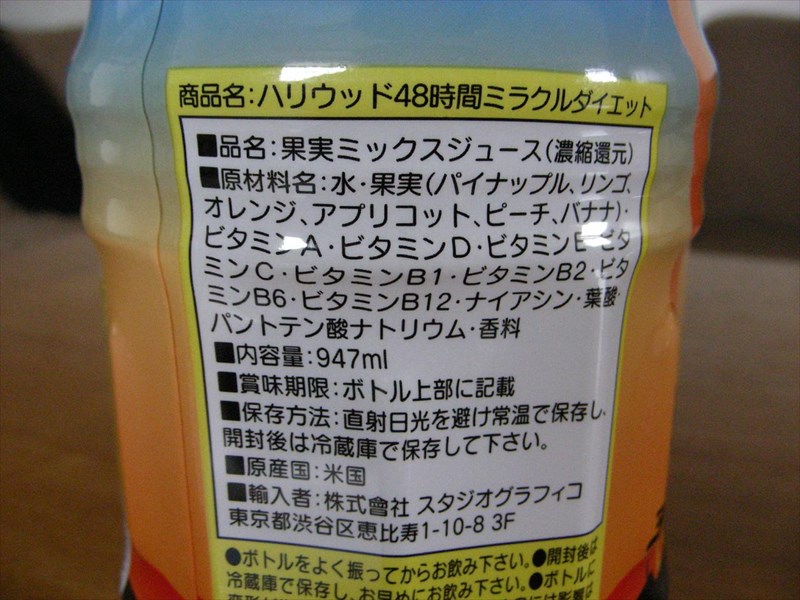 商品名:ハリウッド48時間ミラクルダイエット
■品名:果実ミックスジュース(濃縮還元)
■原材料名:水・果実(パイナップル、リンゴ、
オレンジ、アプリコット、ピーチ、バナナ)・
ビタミンA・ビタミンD・ビタミンE・ビタ
ミンC・ビタミンB1・ビタミンB2・ビタ
ミンB6・ビタミンB12・ナイアシン・葉酸・
パントテン酸ナトリウム・香料
■内容量:947ml
■賞味期限:ボトル上部に記載
■保存方法:直射日光を避け常温で保存し、
開封後は冷蔵庫で保存して下さい。
■原産国:米国
■輸入者:株式會社 スタジオグラフィコ
東京都渋谷区恵比寿1-10-8 3F
●ボトルをよく振ってからお飲み下さい。●開封後は
冷蔵庫で保存し、お早めにお飲み下さい。●ボトルに